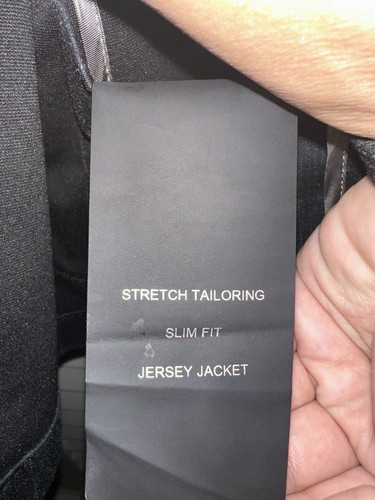 STRETCH TAILORING
SLIM FIT
JERSEY JACKET